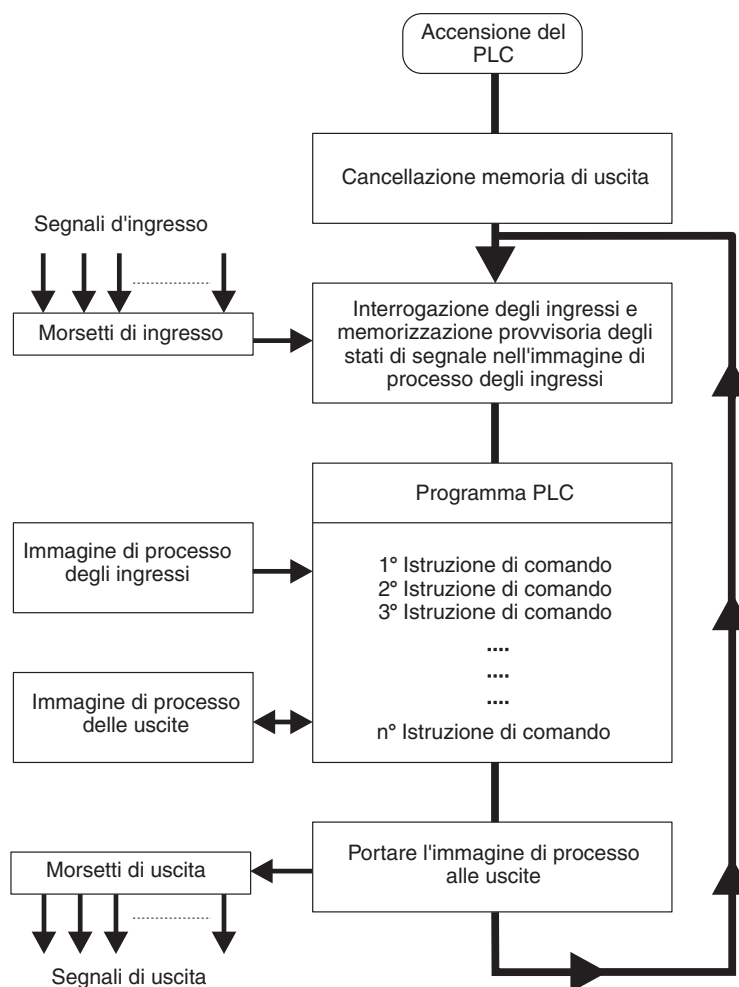 Accensione del
PLC
Cancellazione memoria di uscita
Segnali d'ingresso
Morsetti di ingresso
Interrogazione degli ingressi e
memorizzazione provvisoria degli
stati di segnale nell'immagine di
processo degli ingressi
Programma PLC
Immagine di processo
degli ingressi
1° Istruzione di comando
2° Istruzione di comando
3° Istruzione di comando
....
....
....
n° Istruzione di comando
Immagine di processo
delle uscite
Portare l'immagine di processo
alle uscite
Morsetti di uscita
Segnali di uscita